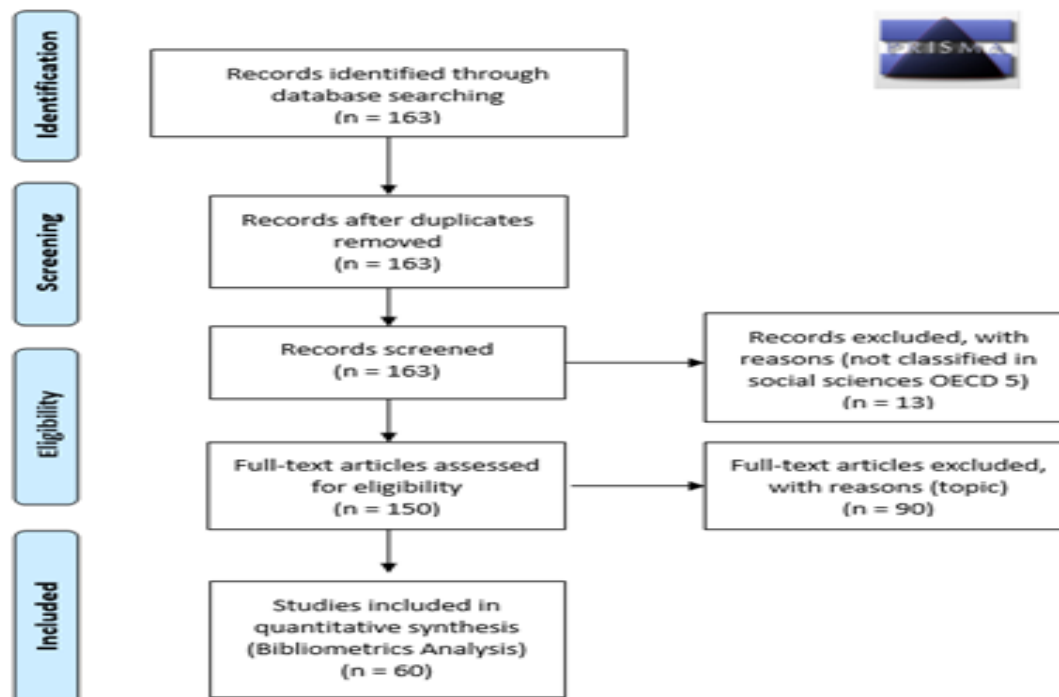 Identification
PRISMA
Records identified through
database searching
(n = 163)
Screening
Records after duplicates
removed
(n = 163)
Eligibility
Records screened
(n = 163)
Records excluded, with
reasons (not classified in
social sciences OECD 5)
(n = 13)
Full-text articles assessed
for eligibility
(n = 150)
Full-text articles excluded,
with reasons (topic)
(n = 90)
Included
Studies included in
quantitative synthesis
(Bibliometrics Analysis)
(n = 60)